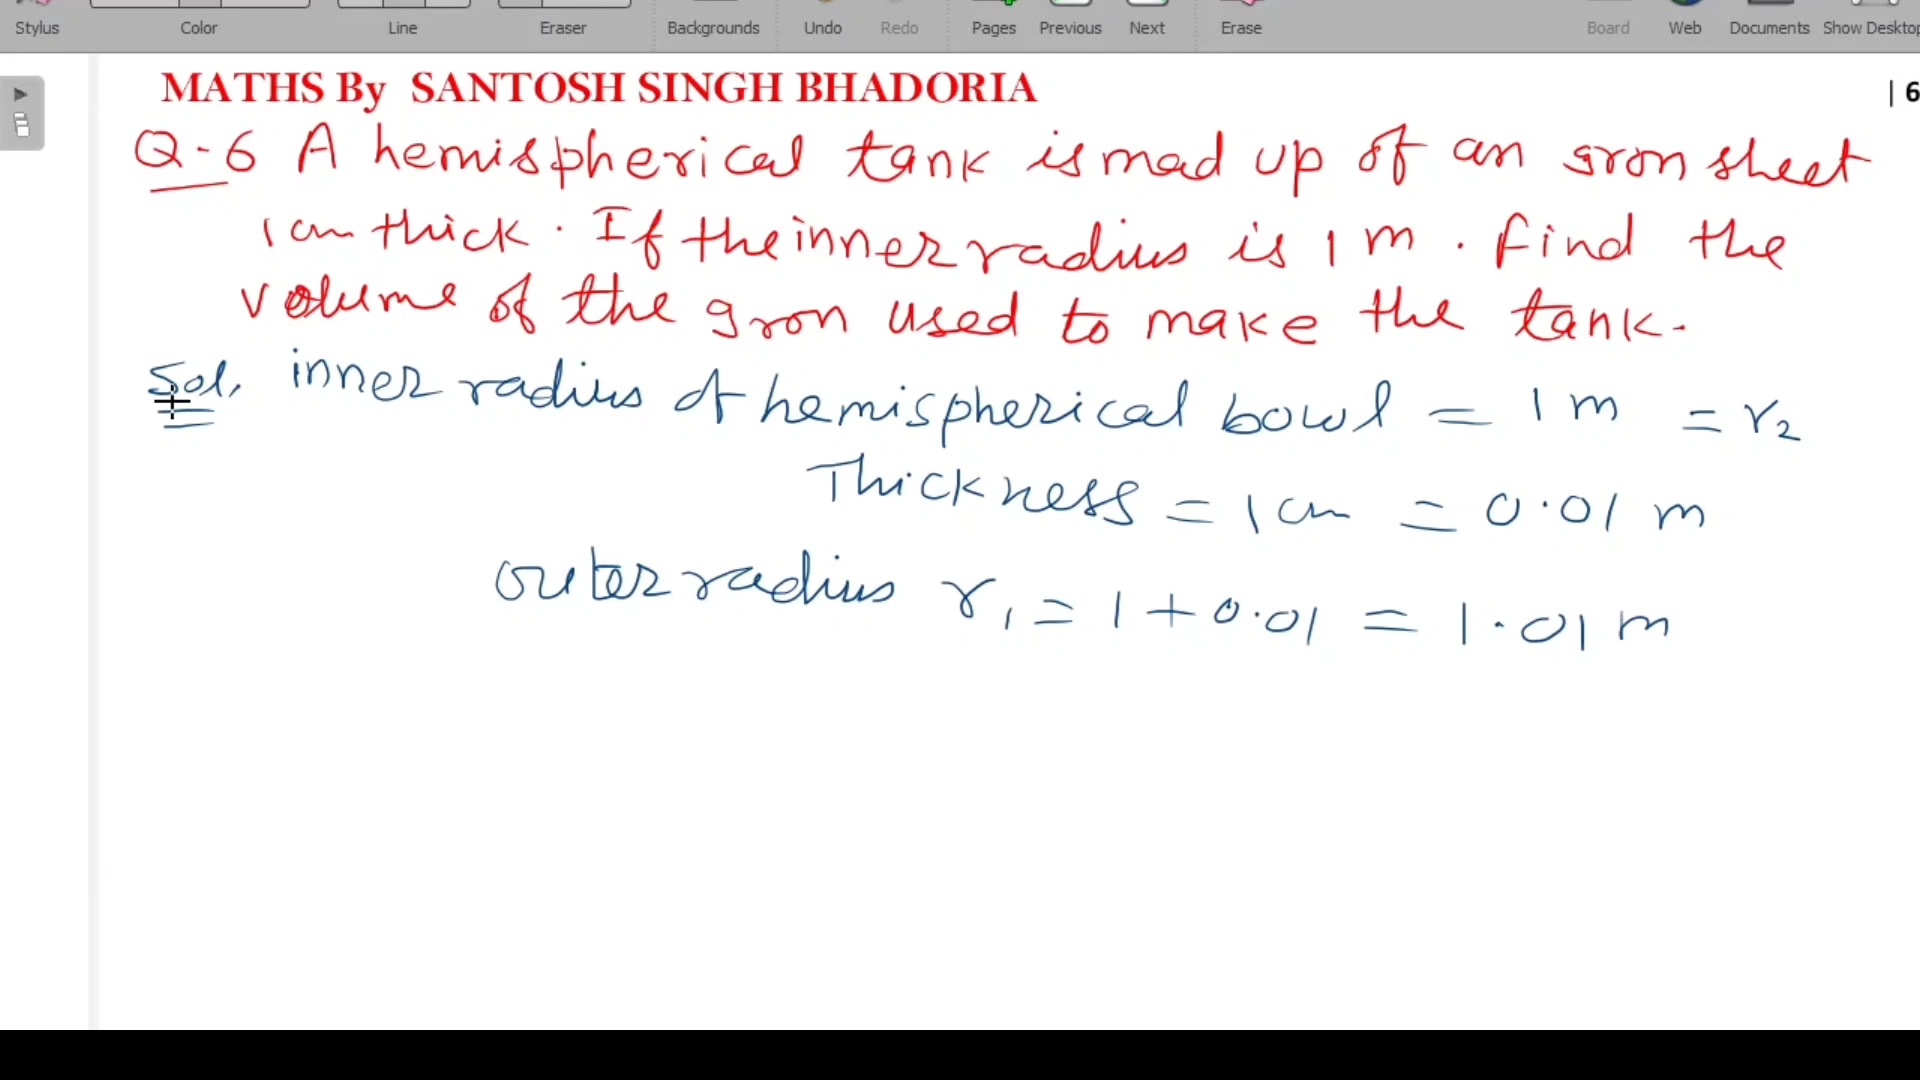 Stylus Color Line Eraser Backgrounds Undo Redo Pages Previous Next Erase Board Web Documents Show Desktop
MATHS By SANTOSH SINGH BHADORIA | 6
Q-6 A hemispherical tank is mad up of an iron sheet
1 cm thick. If the inner radius is 1 m. Find the
volume of the iron used to make the tank.
Sol, inner radius of hemispherical bowl = 1 m = r₂
Thickness = 1 cm = 0.01 m
outer radius r₁ = 1 + 0.01 = 1.01 m